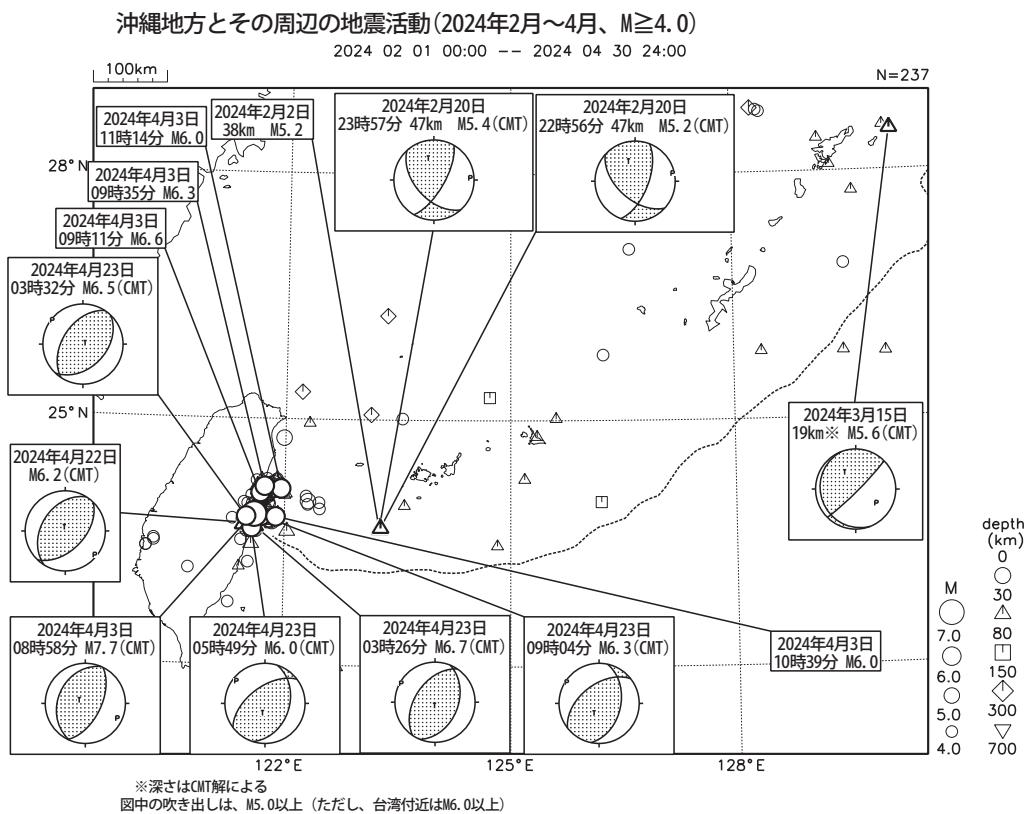 沖縄地方とその周辺の地震活動(2024年2月～4月、M≧4.0)
2024 02 01 00:00 -- 2024 04 30 24:00
100km
N=237
2024年4月3日
11時14分 M6.0
2024年2月2日
38km M5.2
2024年2月20日
23時57分 47km M5.4(CMT)
T
P
2024年2月20日
22時56分 47km M5.2(CMT)
T
P
28°N
2024年4月3日
09時35分 M6.3
2024年4月3日
09時11分 M6.6
2024年4月23日
03時32分 M6.5(CMT)
P
T
25°N
2024年3月15日
19km※ M5.6(CMT)
T
P
2024年4月22日
M6.2(CMT)
T
P
depth
(km)
0
30
80
150
300
700
M
7.0
6.0
5.0
4.0
2024年4月3日
08時58分 M7.7(CMT)
T
P
2024年4月23日
05時49分 M6.0(CMT)
P
T
2024年4月23日
03時26分 M6.7(CMT)
P
T
2024年4月23日
09時04分 M6.3(CMT)
P
T
2024年4月3日
10時39分 M6.0
122°E
125°E
128°E
※深さはCMT解による
図中の吹き出しは、M5.0以上（ただし、台湾付近はM6.0以上）